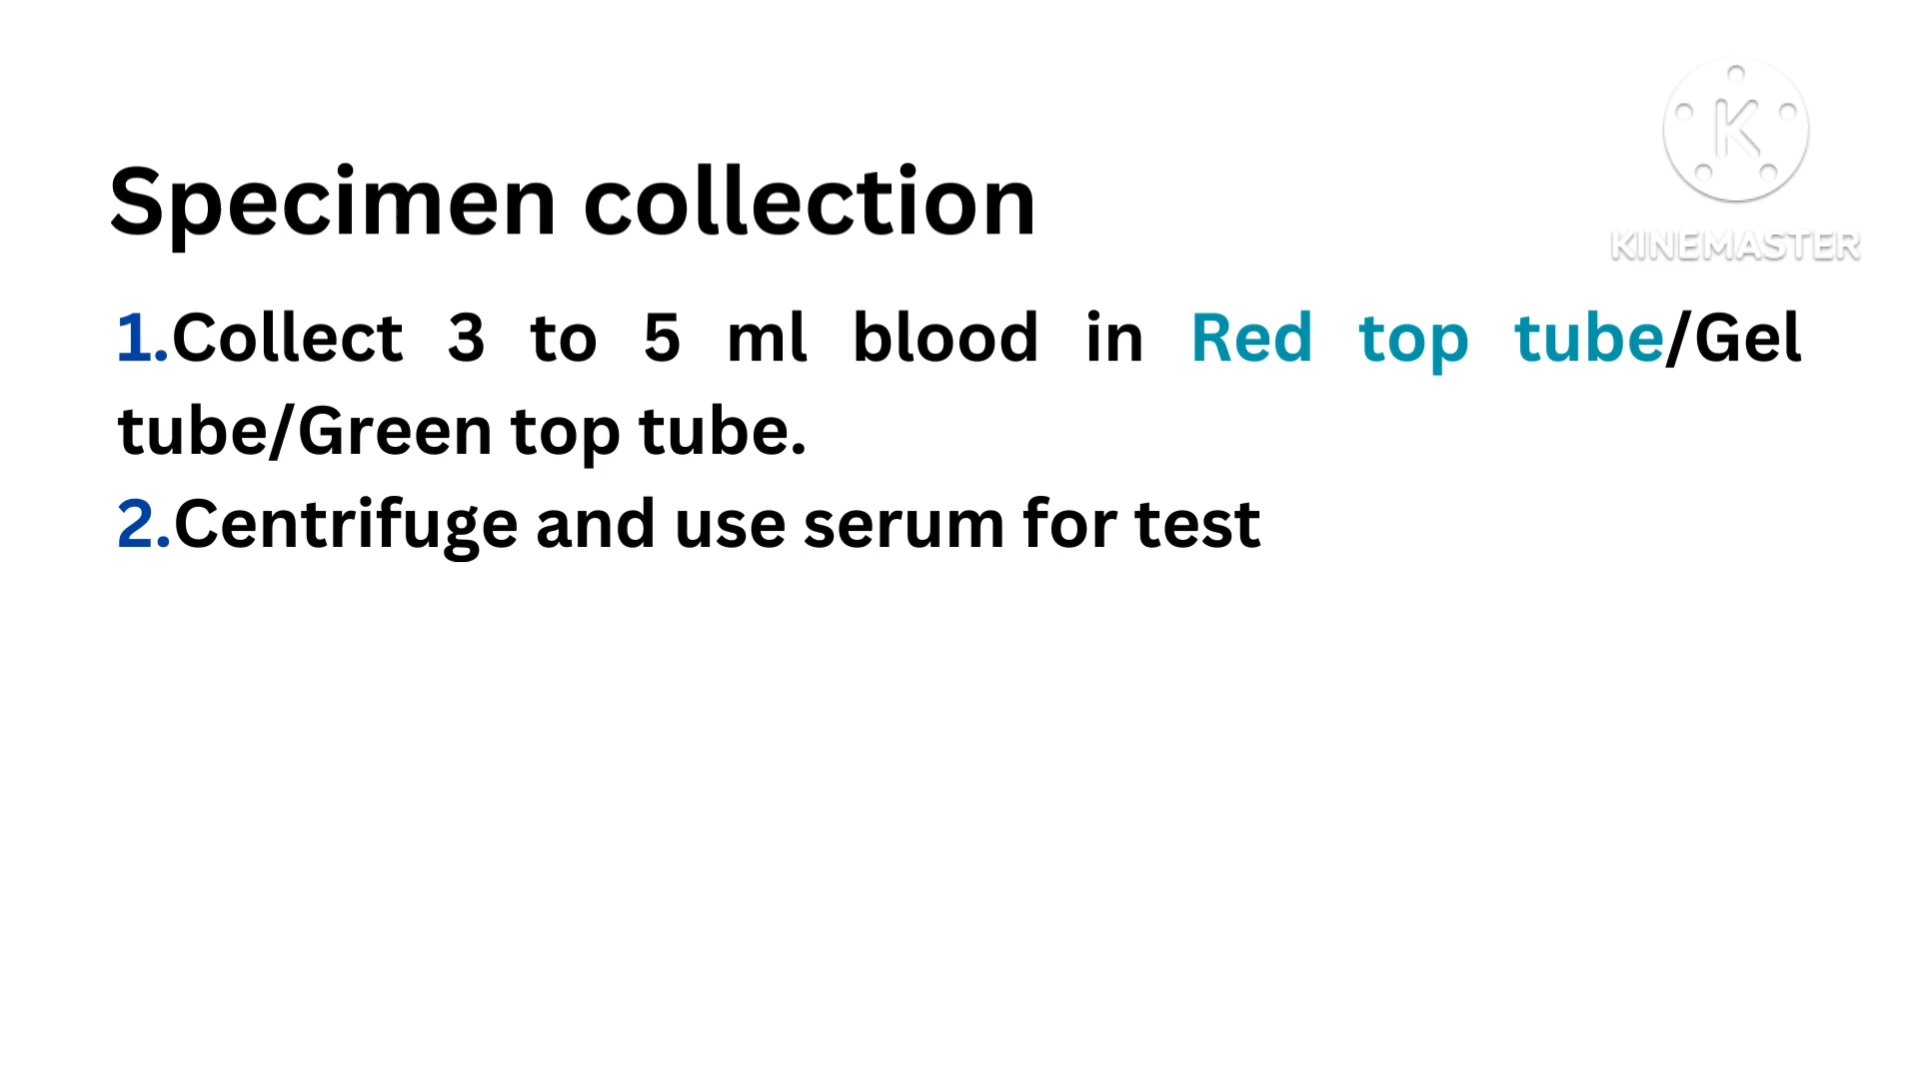 Specimen collection
K
KINEMASTER
1.Collect 3 to 5 ml blood in Red top tube/Gel
tube/Green top tube.
2.Centrifuge and use serum for test